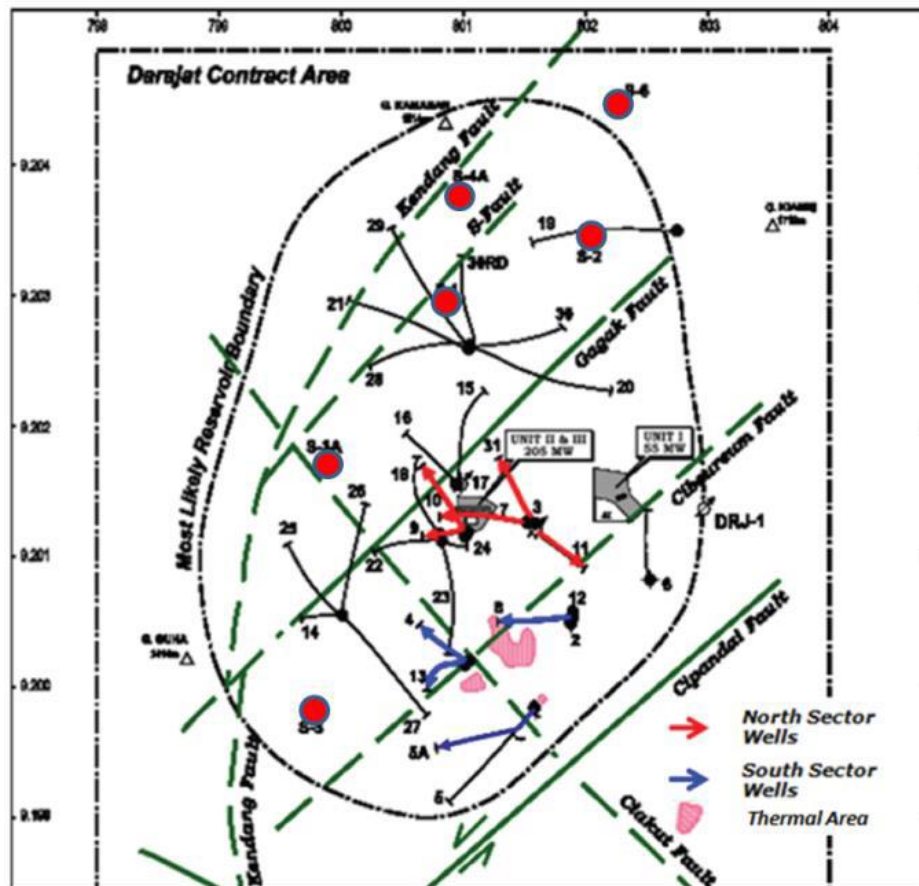 798
799
800
801
802
803
804
Darajat Contract Area
S-6
G. KAMASAN
9.204
Kendang Fault
S-4A
29
S-Fault
19
S-2
30RD
9.203
21
36
Most Likely Reservoir Boundary
28
Gagak Fault
20
15
9.202
16
31
UNIT II & III
205 MW
UNIT I
55 MW
Cibeureum Fault
S-3A
18
17
26
10
7
3
DRJ-1
25
9
24
11
9.201
22
6
23
12
8
4
2
14
Cipandai Fault
9.200
13
S-3
27
5A
5
Kendang Fault
Ciakut Fault
North Sector
Wells
South Sector
Wells
Thermal Area